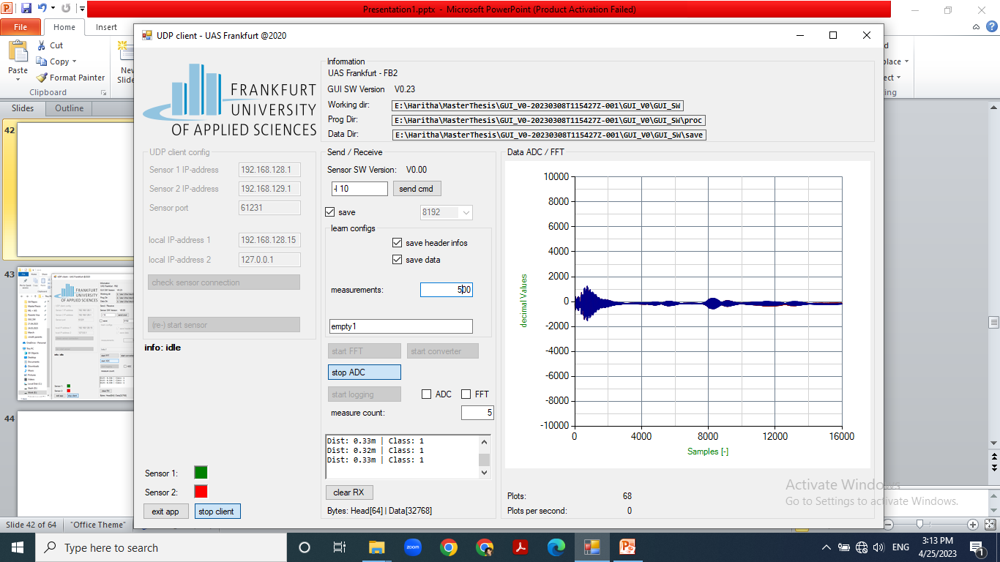 Presentation1.pptx - Microsoft PowerPoint (Product Activation Failed)
File
Home
Insert
UDP client - UAS Frankfurt @2020
Paste
Cut
Copy
Format Painter
Clipboard
New
Slide
Slides
Outline
42
43
44
FRANKFURT
UNIVERSITY
OF APPLIED SCIENCES
Infomation
UAS Frankfurt - FB2
GUI SW Version V0.23
Working dir: E:\Haritha\MasterThesis\GUI_V0-20230308T115427Z-001\GUI_V0\GUI_SW
Prog Dir: E:\Haritha\MasterThesis\GUI_V0-20230308T115427Z-001\GUI_V0\GUI_SW\proc
Data Dir: E:\Haritha\MasterThesis\GUI_V0-20230308T115427Z-001\GUI_V0\GUI_SW\save
UDP client config
Sensor 1 IP-address 192.168.128.1
Sensor 2 IP-address 192.168.129.1
Sensor port 61231
local IP-address 1 192.168.128.15
local IP-address 2 127.0.0.1
check sensor connection
(re-) start sensor
info: idle
Sensor 1:
Sensor 2:
exit app
stop client
Send / Receive
Sensor SW Version: V0.00
-l 10
send cmd
save
8192
learn configs
save header infos
save data
measurements: 500
empty1
start FFT
start converter
stop ADC
start logging
ADC
FFT
measure count: 5
Dist: 0.33m | Class: 1
Dist: 0.32m | Class: 1
Dist: 0.33m | Class: 1
clear RX
Bytes: Head[64] | Data[32768]
Data ADC / FFT
10000
8000
6000
4000
2000
0
-2000
-4000
-6000
-8000
-10000
decimal Values
0 4000 8000 12000 16000
Samples [-]
Plots: 68
Plots per second: 0
Activate Windows
Go to Settings to activate Windows.
Slide 42 of 64
"Office Theme"
Type here to search
zoom
ENG
3:13 PM
4/25/2023
1